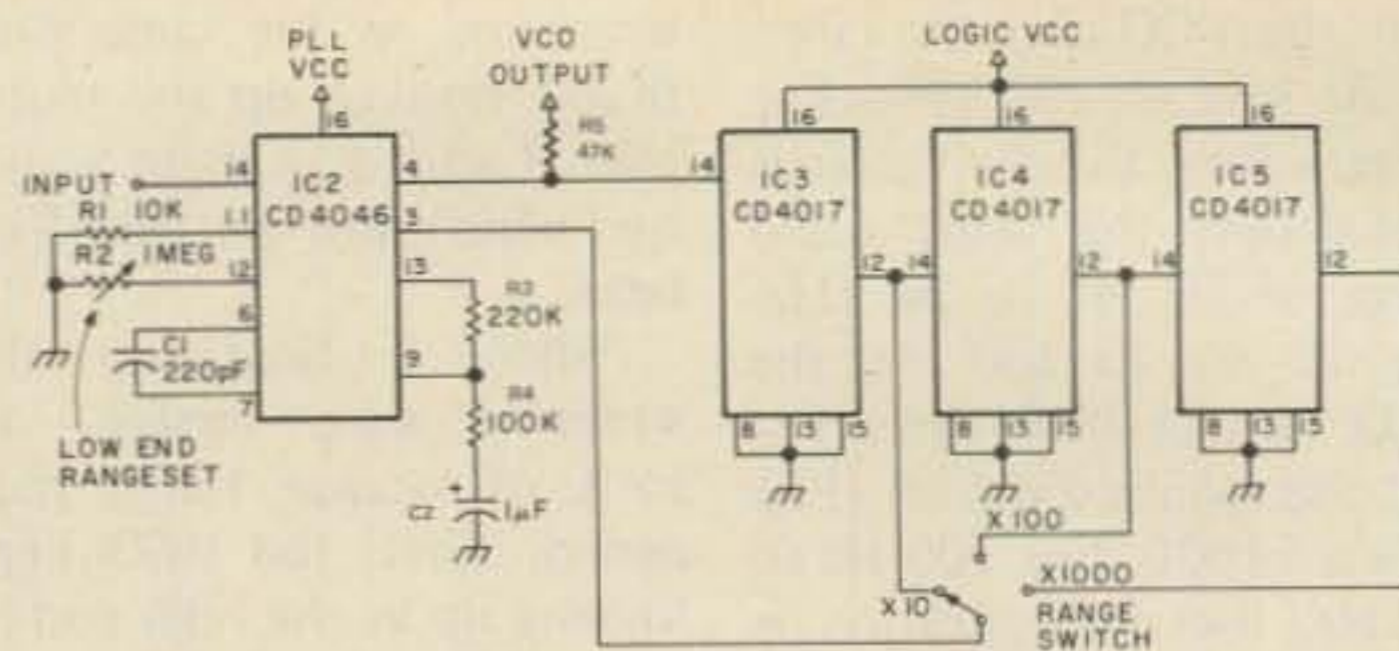 PLL
VCC
VCO
OUTPUT
LOGIC VCC
16
R5
47K
16
16
16
INPUT
14
IC2
CD4046
4
14
IC3
CD4017
IC4
CD4017
IC5
CD4017
R1 10K
11
3
R2 1MEG
12
13
R3
220K
12
14
12
14
12
6
C1
220pF
7
9
R4
100K
LOW END
RANGESET
8 13 15
8 13 15
8 13 15
+
C2
1µF
X100
X1000
X10
RANGE
SWITCH